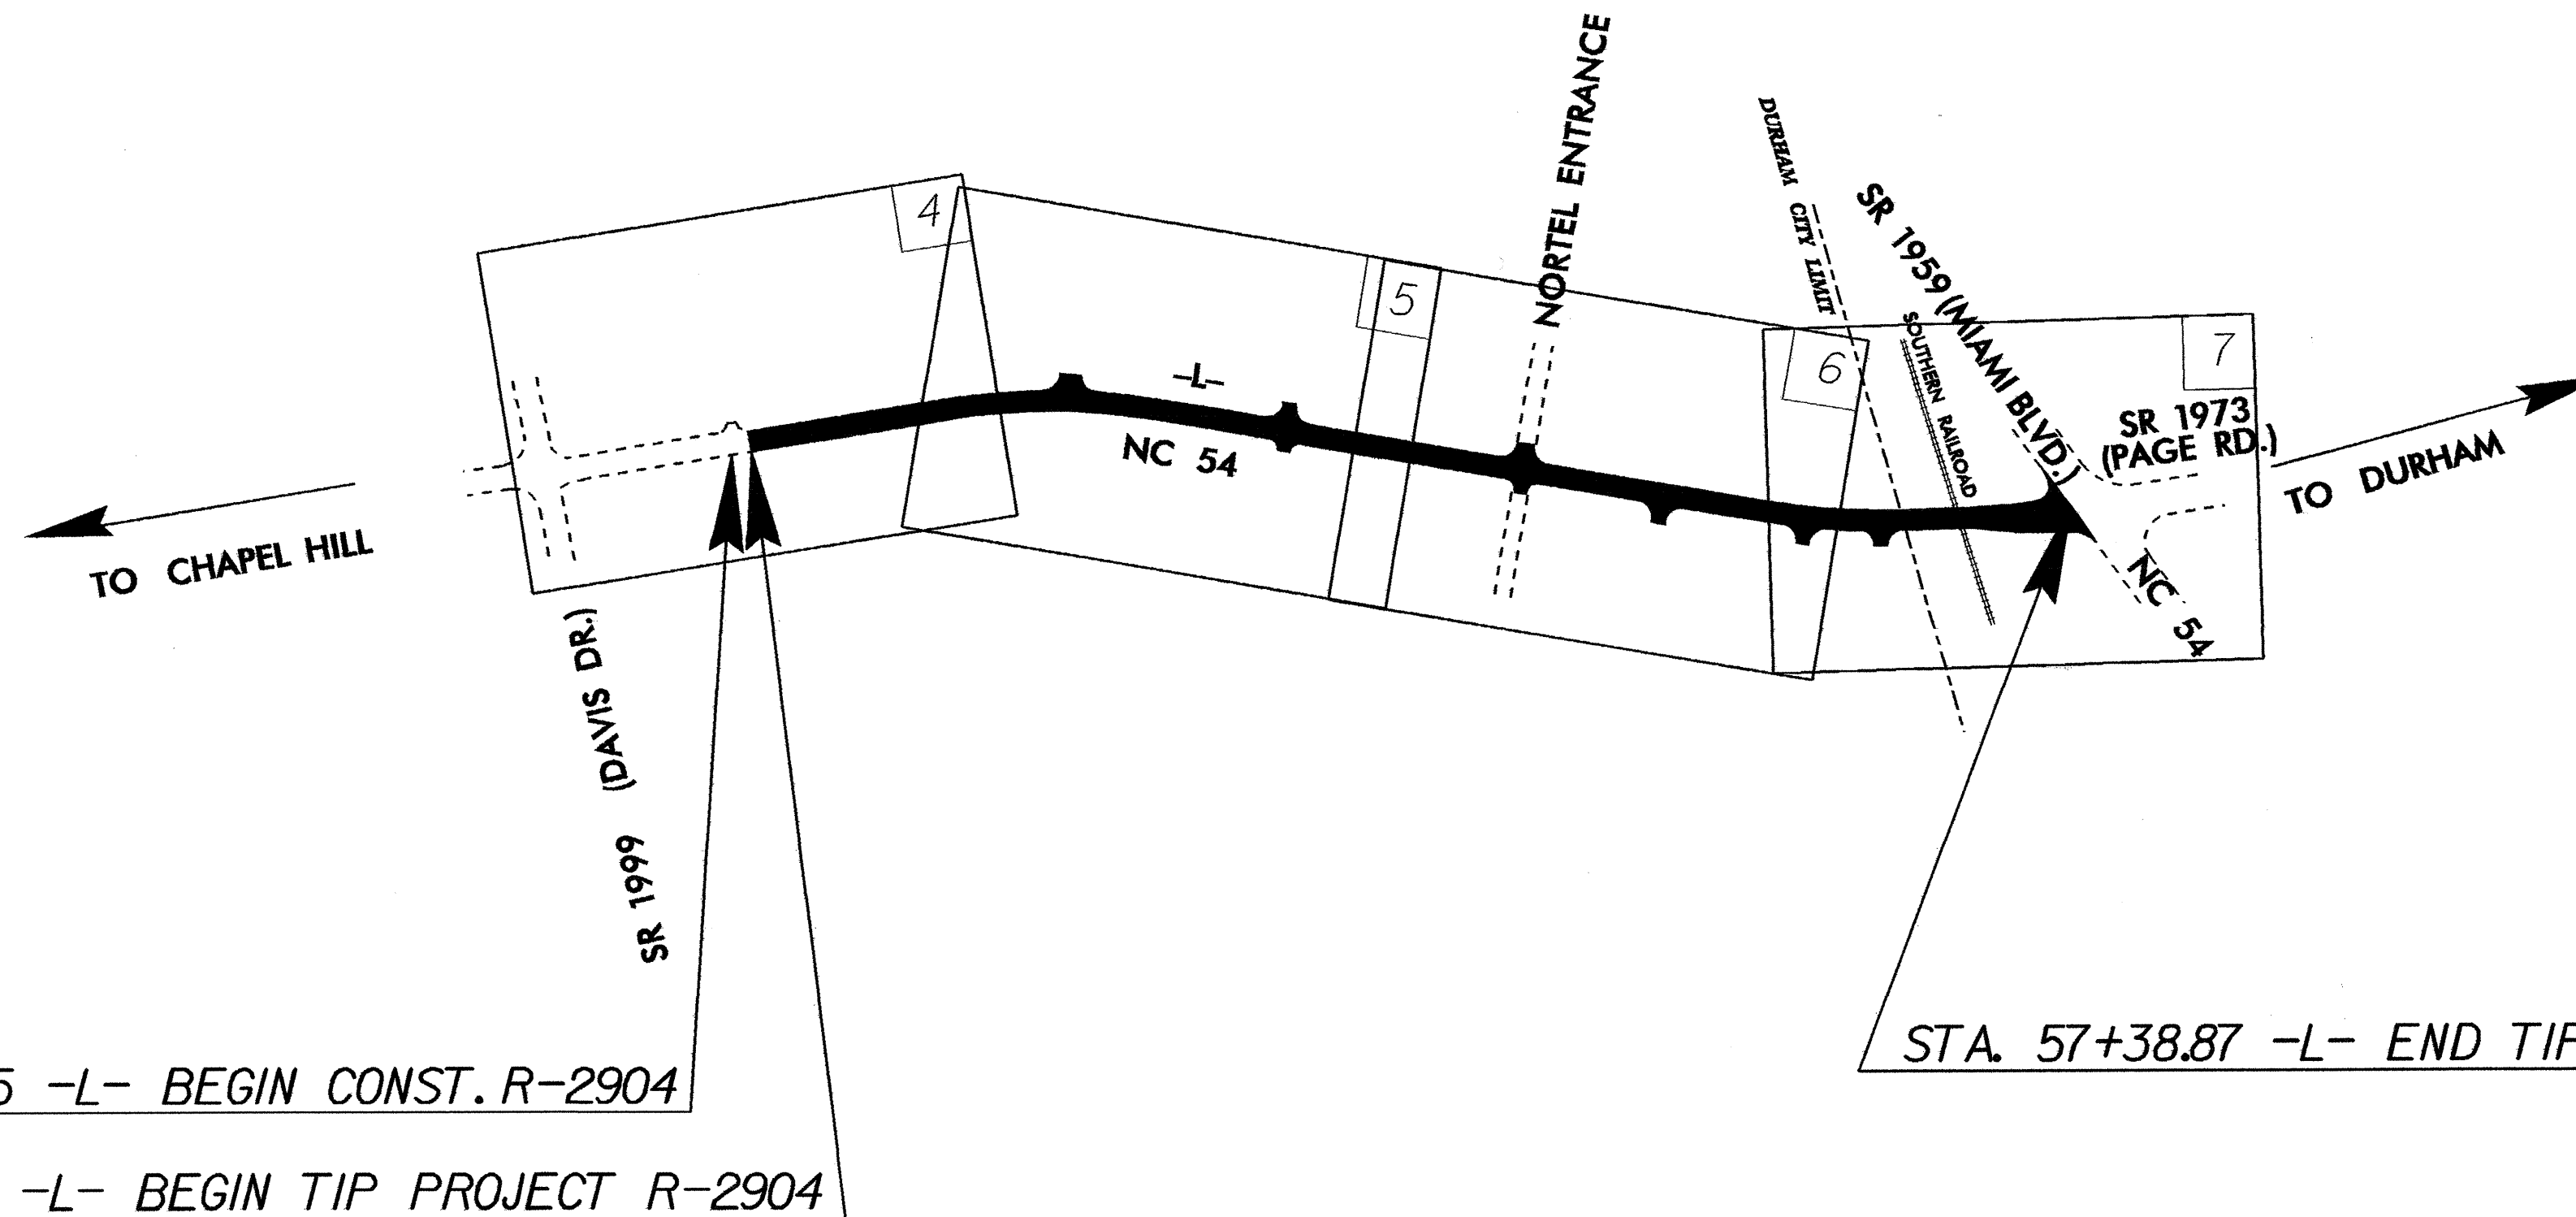 NORTEL ENTRANCE
DURHAM CITY LIMIT
SR 1959 (MIAMI BLVD.)
4
5
6
7
SOUTHERN RAILROAD
-L-
NC 54
SR 1973
(PAGE RD.)
TO DURHAM
TO CHAPEL HILL
NC 54
SR 1999 (DAVIS DR.)
STA. 57+38.87 -L- END TIP
5 -L- BEGIN CONST. R-2904
-L- BEGIN TIP PROJECT R-2904